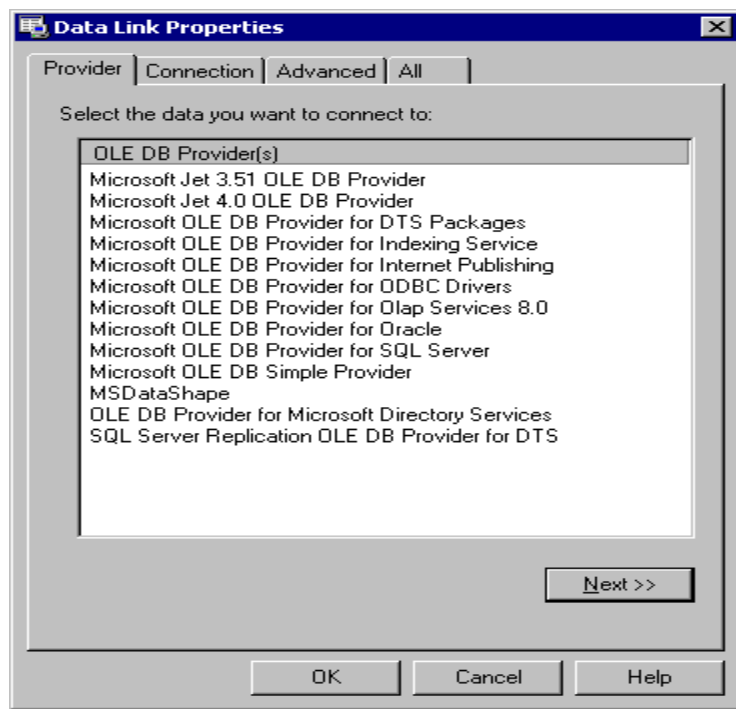 Data Link Properties
Provider Connection Advanced All
Select the data you want to connect to:
OLE DB Provider(s)
Microsoft Jet 3.51 OLE DB Provider
Microsoft Jet 4.0 OLE DB Provider
Microsoft OLE DB Provider for DTS Packages
Microsoft OLE DB Provider for Indexing Service
Microsoft OLE DB Provider for Internet Publishing
Microsoft OLE DB Provider for ODBC Drivers
Microsoft OLE DB Provider for Olap Services 8.0
Microsoft OLE DB Provider for Oracle
Microsoft OLE DB Provider for SQL Server
Microsoft OLE DB Simple Provider
MSDataShape
OLE DB Provider for Microsoft Directory Services
SQL Server Replication OLE DB Provider for DTS
Next >>
OK Cancel Help